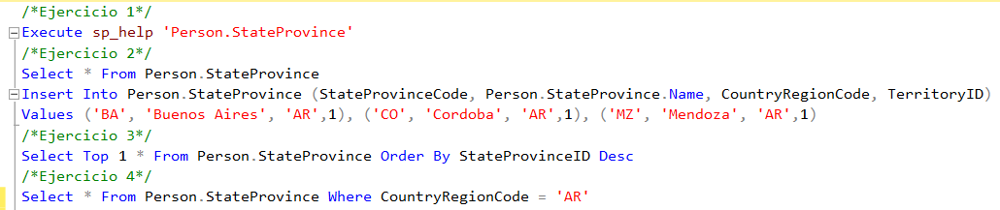 /*Ejercicio 1*/
Execute sp_help 'Person.StateProvince'
/*Ejercicio 2*/
Select * From Person.StateProvince
Insert Into Person.StateProvince (StateProvinceCode, Person.StateProvince.Name, CountryRegionCode, TerritoryID)
Values ('BA', 'Buenos Aires', 'AR',1), ('CO', 'Cordoba', 'AR',1), ('MZ', 'Mendoza', 'AR',1)
/*Ejercicio 3*/
Select Top 1 * From Person.StateProvince Order By StateProvinceID Desc
/*Ejercicio 4*/
Select * From Person.StateProvince Where CountryRegionCode = 'AR'